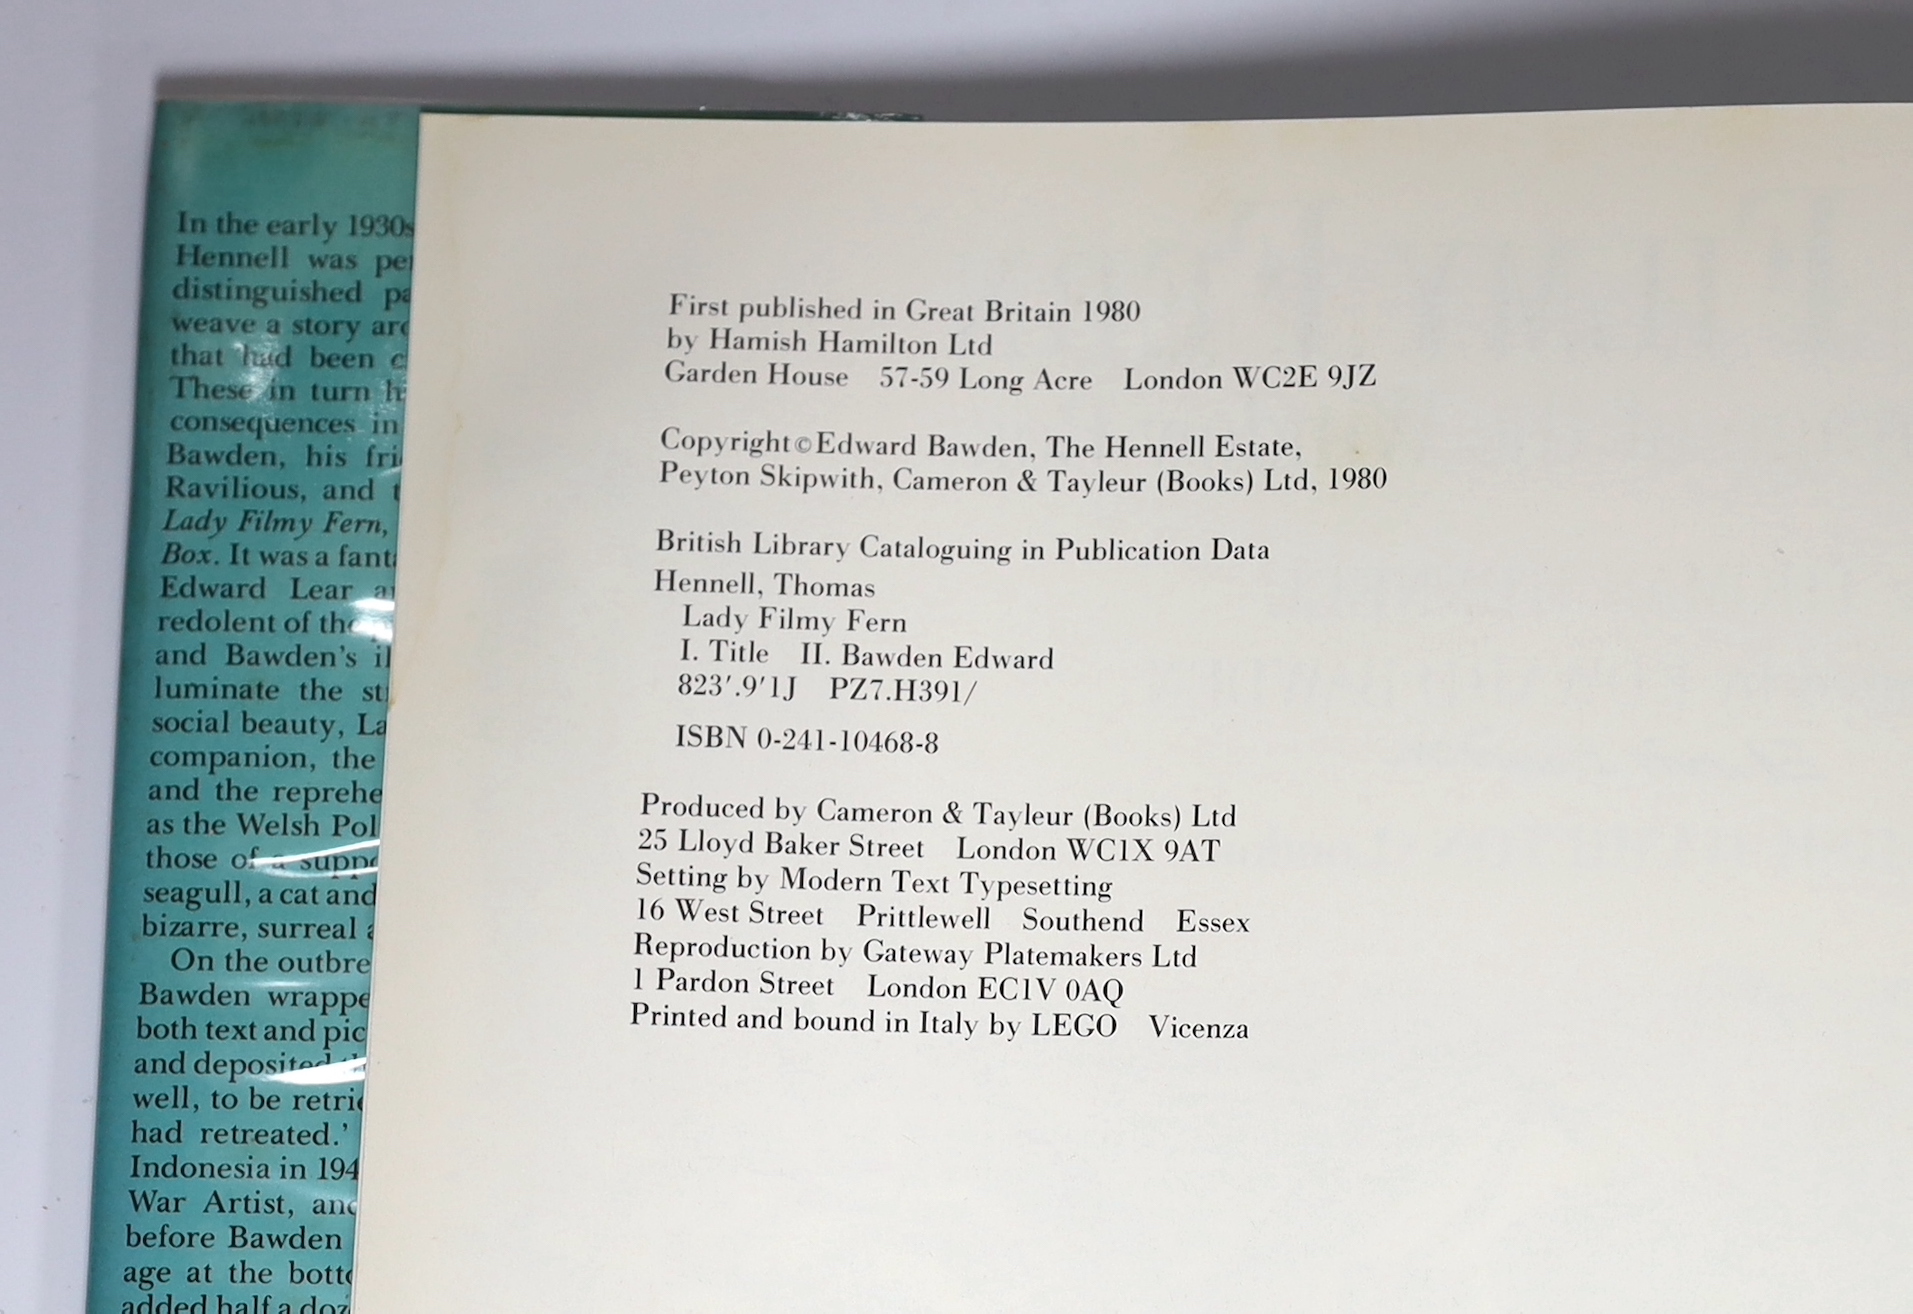 In the early 1930s
Hennell was
distinguished
weave a story
that had been
These in turn
consequences in
Bawden, his
Ravilious, and
Lady Filmy Fern,
Box. It was a
Edward Lear
redolent of the
and Bawden's
luminate the
social beauty,
companion, the
and the
as the Welsh
those of a
seagull, a cat and
bizarre, surreal
On the
Bawden
both text and
and deposited
well, to be
had retreated.'
Indonesia in
War Artist,
before Bawden
age at the
added half a
First published in Great Britain 1980
by Hamish Hamilton Ltd
Garden House 57-59 Long Acre London WC2E 9JZ
Copyright © Edward Bawden, The Hennell Estate,
Peyton Skipwith, Cameron & Tayleur (Books) Ltd, 1980
British Library Cataloguing in Publication Data
Hennell, Thomas
Lady Filmy Fern
I. Title II. Bawden Edward
823'.9'1J PZ7.H391/
ISBN 0-241-10468-8
Produced by Cameron & Tayleur (Books) Ltd
25 Lloyd Baker Street London WC1X 9AT
Setting by Modern Text Typesetting
16 West Street Prittlewell Southend Essex
Reproduction by Gateway Platemakers Ltd
1 Pardon Street London EC1V 0AQ
Printed and bound in Italy by LEGO Vicenza